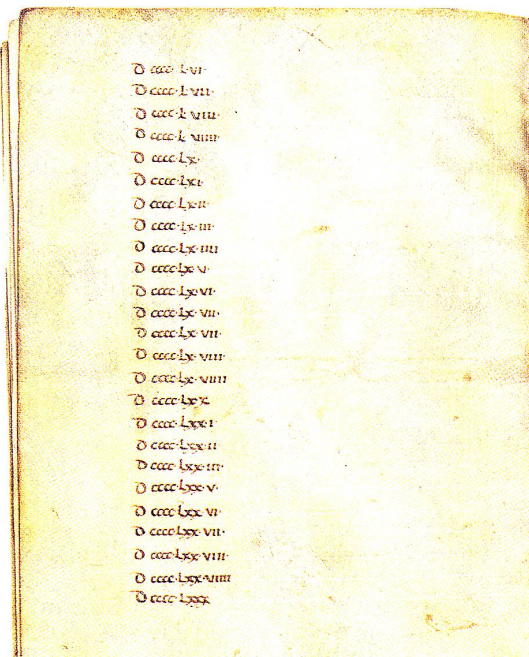 D cccc·L·VI·
D cccc·L·VII·
D cccc·L·VIII·
D cccc·L·VIIII·
D cccc·Lx·
D cccc·Lxı·
D cccc·Lx·II·
D cccc·Lx·III·
D cccc·Lx·IIII
D cccc·Lx·V·
D cccc·Lx·VI·
D cccc·Lx·VII·
D cccc·Lx·VII·
D cccc·Lx·VIII·
D cccc·Lx·VIIII
D cccc·Lxx
D cccc·Lxx·I
D cccc·Lxx·II
D cccc·Lxx·III·
D cccc·Lxx·V·
D cccc·Lxx·VI·
D cccc·Lxx·VII·
D cccc·Lxx·VIII·
D cccc·Lxx·VIIII
D cccc·Lxxx